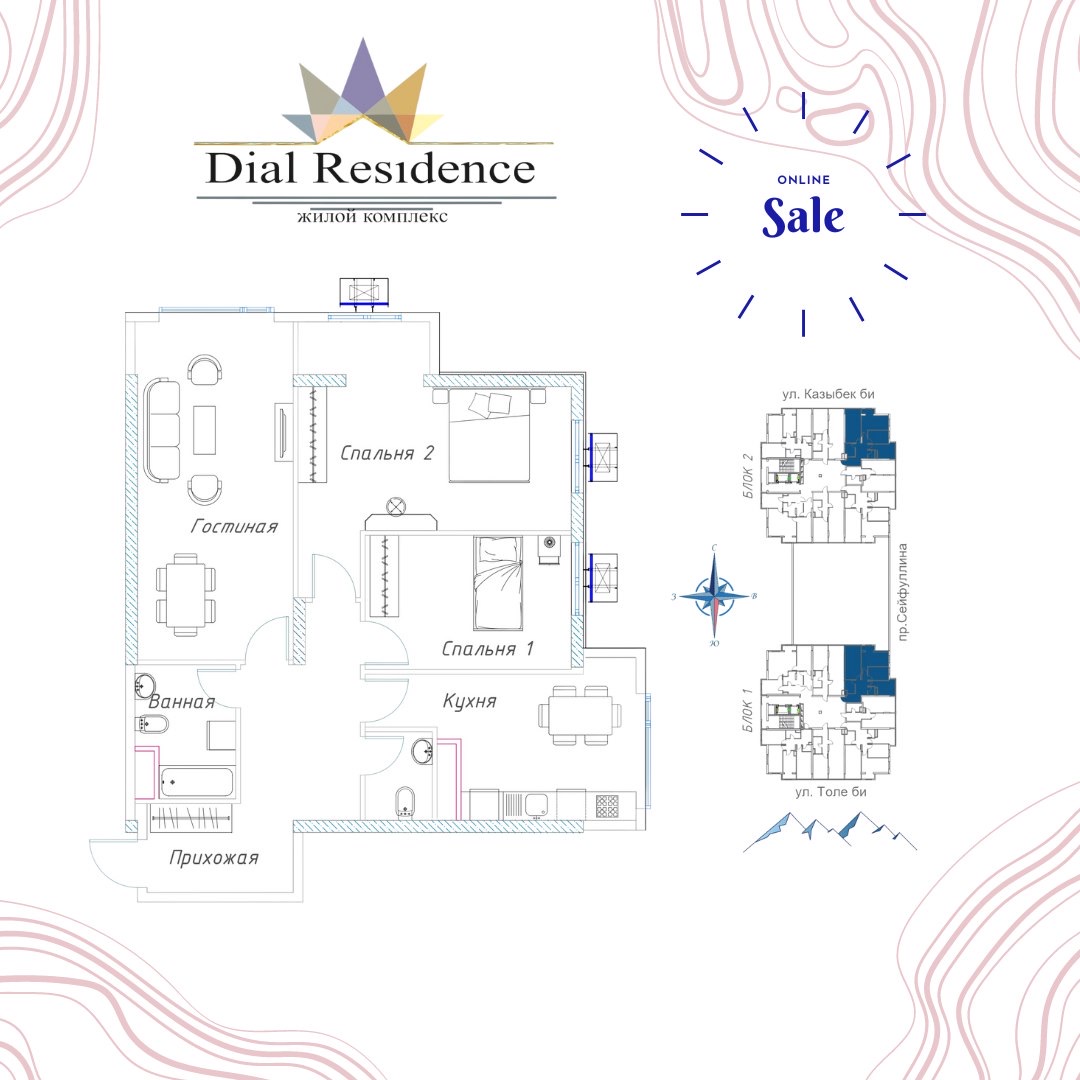 Dial Resıdence
жилой комплекс
ONLINE
Sale
Спальня 2
Гостиная
Спальня 1
Ванная
Кухня
Прихожая
ул. Казыбек би
БЛОК 2
пр.Сейфуллина
С
З
В
Ю
БЛОК 1
ул. Толе би